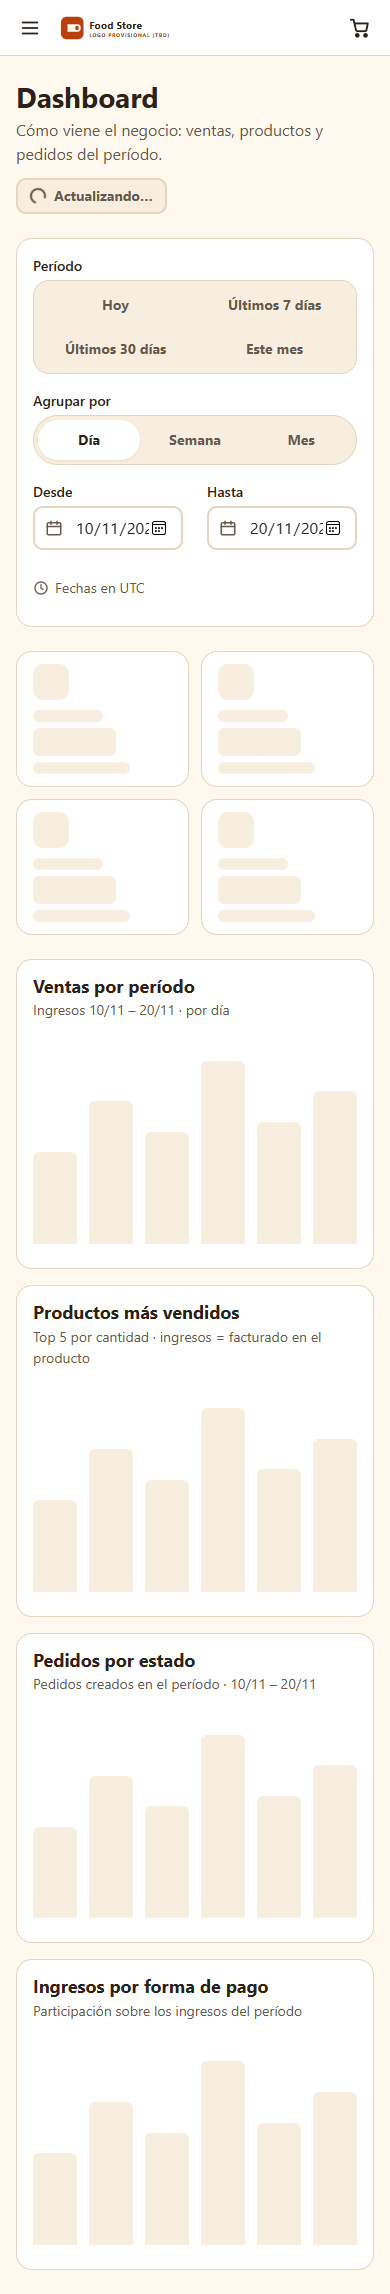 Food Store
LOGO PROVISIONAL (TBD)
Dashboard
Cómo viene el negocio: ventas, productos y
pedidos del período.
Actualizando...
Período
Hoy
Últimos 7 días
Últimos 30 días
Este mes
Agrupar por
Día
Semana
Mes
Desde
Hasta
10/11/202
20/11/202
Fechas en UTC
Ventas por período
Ingresos 10/11 – 20/11 · por día
Productos más vendidos
Top 5 por cantidad · ingresos = facturado en el
producto
Pedidos por estado
Pedidos creados en el período · 10/11 – 20/11
Ingresos por forma de pago
Participación sobre los ingresos del período